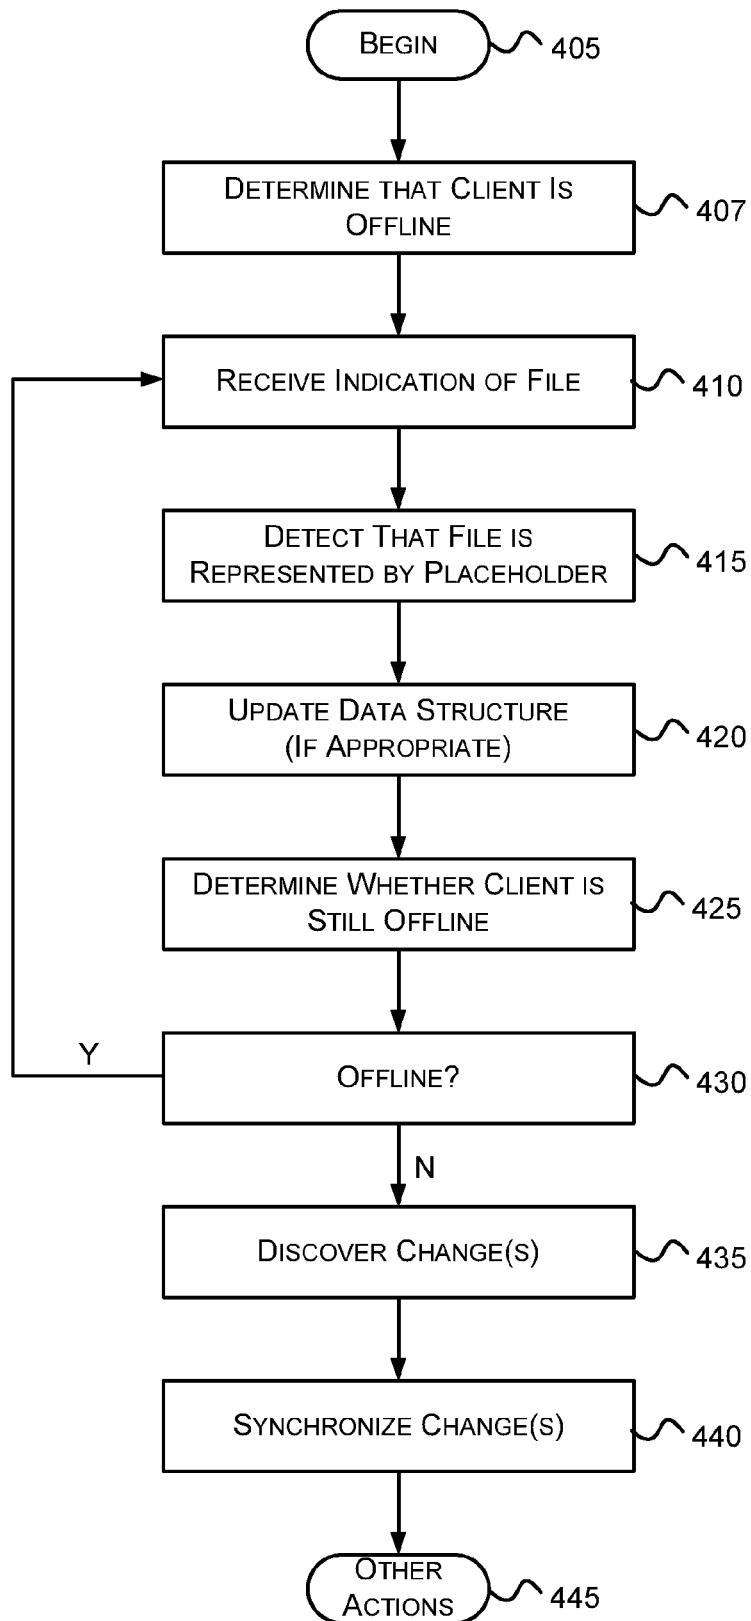 BEGIN
405
DETERMINE THAT CLIENT IS
OFFLINE
407
RECEIVE INDICATION OF FILE
410
DETECT THAT FILE IS
REPRESENTED BY PLACEHOLDER
415
UPDATE DATA STRUCTURE
(IF APPROPRIATE)
420
DETERMINE WHETHER CLIENT IS
STILL OFFLINE
425
Y
OFFLINE?
430
N
DISCOVER CHANGE(S)
435
SYNCHRONIZE CHANGE(S)
440
OTHER
ACTIONS
445